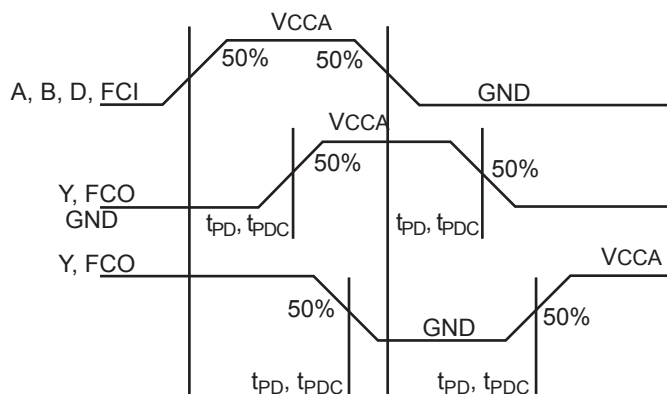 VCCA
50% 50%
A, B, D, FCI
GND
VCCA
50%
50%
Y, FCO
GND
tPD, tPDC
tPD, tPDC
Y, FCO
VCCA
50%
GND
50%
tPD, tPDC
tPD, tPDC